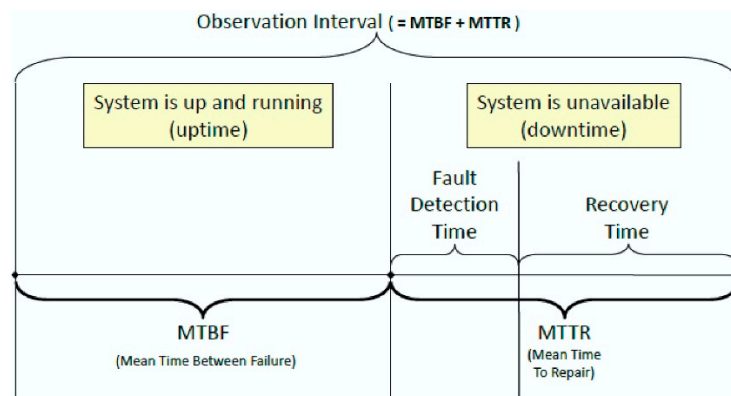 Observation Interval ( = MTBF + MTTR )
System is up and running
(uptime)
System is unavailable
(downtime)
Fault
Detection
Time
Recovery
Time
MTBF
(Mean Time Between Failure)
MTTR
(Mean Time
To Repair)